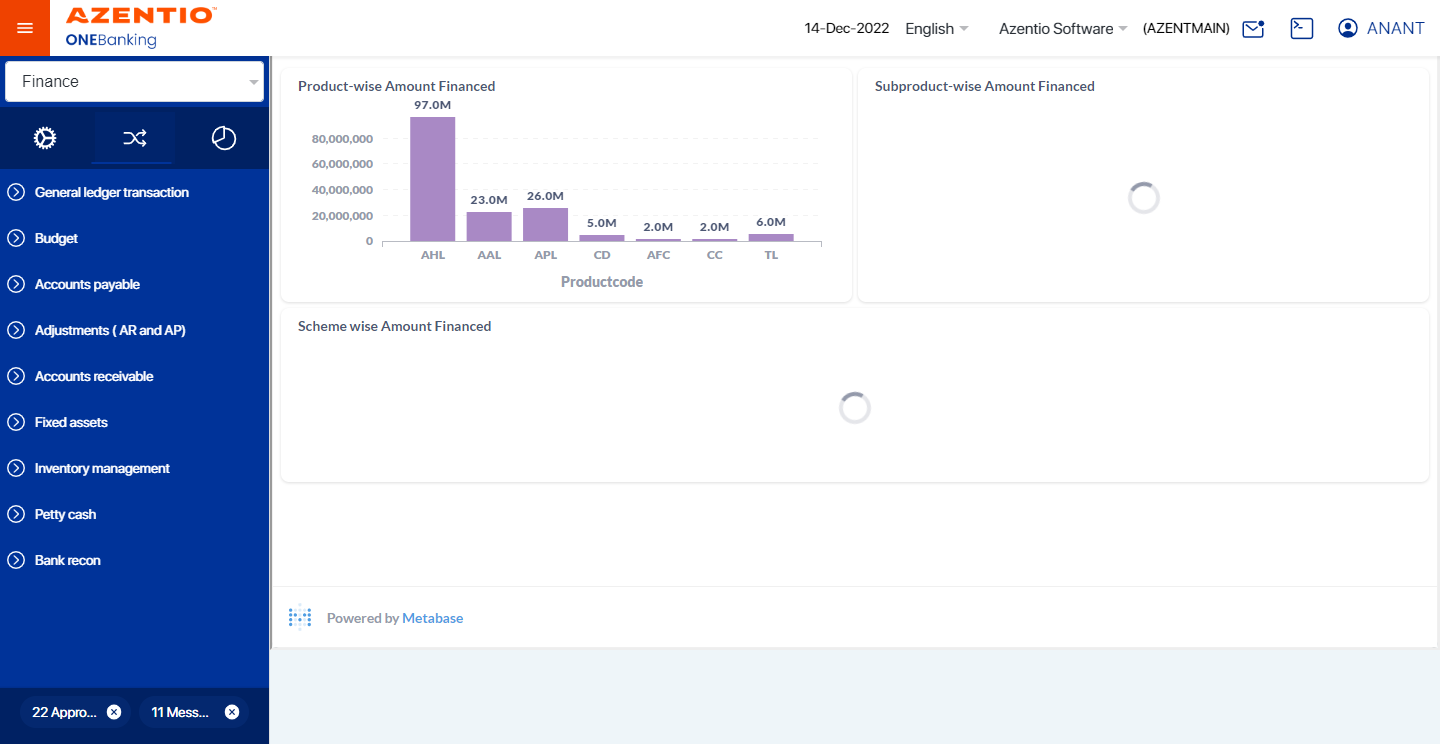 AZENTIO™
ONEBanking
14-Dec-2022 English Azentio Software (AZENTMAIN) ANANT
Finance
General ledger transaction
Budget
Accounts payable
Adjustments ( AR and AP)
Accounts receivable
Fixed assets
Inventory management
Petty cash
Bank recon
22 Appro...
11 Mess...
Product-wise Amount Financed
97.0M
80,000,000
60,000,000
40,000,000
20,000,000
0
23.0M
26.0M
5.0M
2.0M
2.0M
6.0M
AHL AAL APL CD AFC CC TL
Productcode
Subproduct-wise Amount Financed
Scheme wise Amount Financed
Powered by Metabase